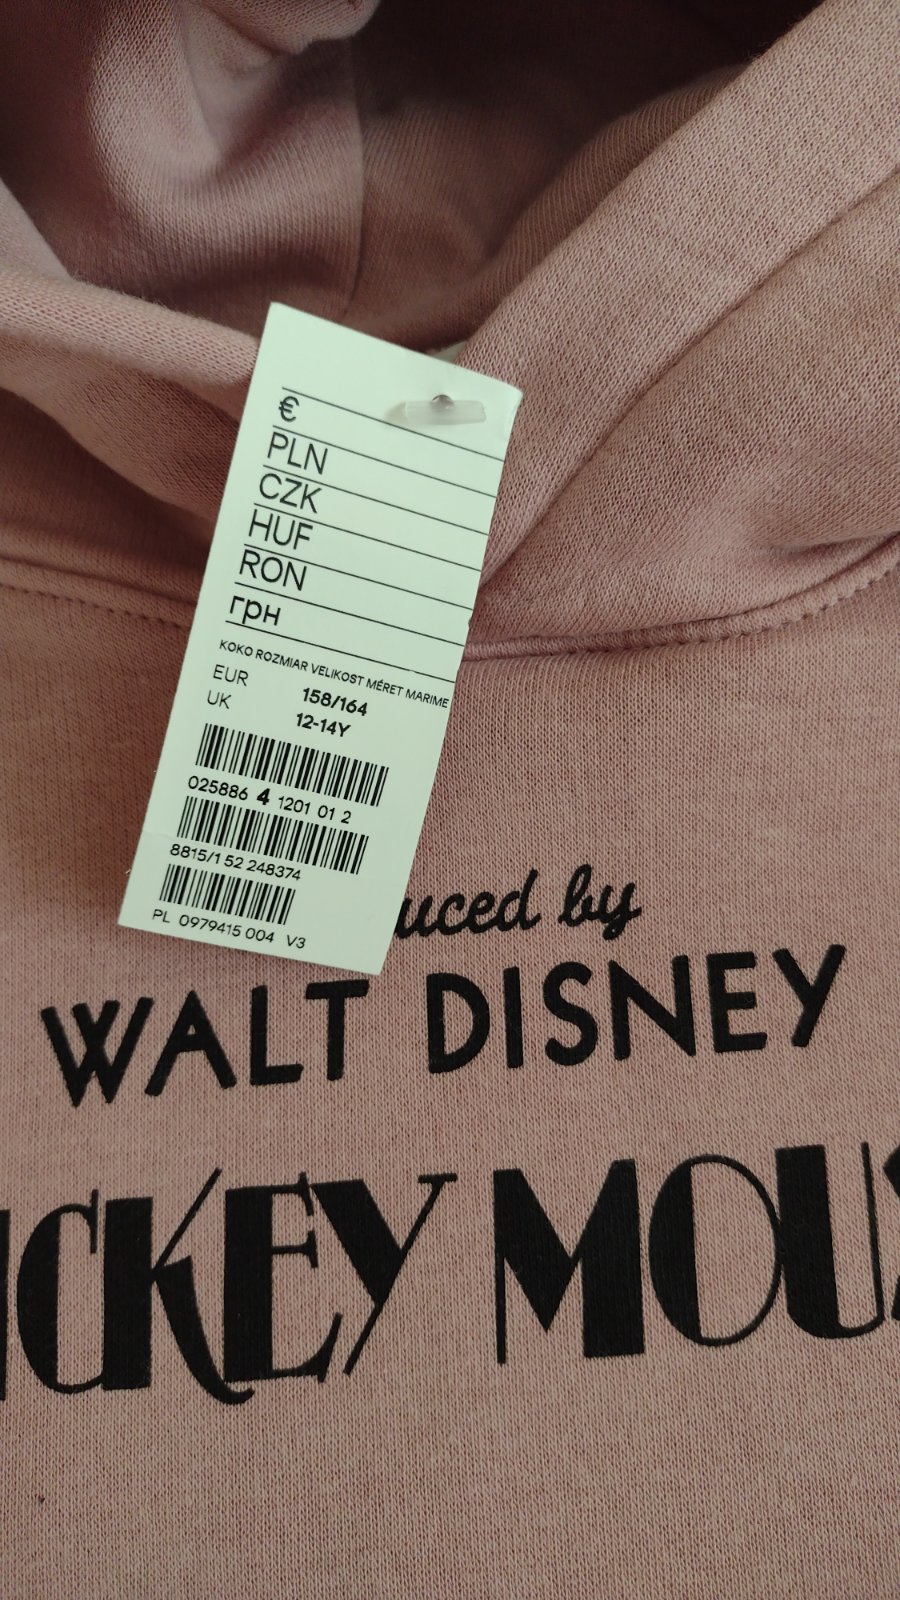 €
PLN
CZK
HUF
RON
грн
KOKO ROZMIAR VELIKOST MÉRET MARIME
EUR 158/164
UK 12-14Y
025886 4 1201 01 2
8815/1 52 248374
PL 0979415 004 V3
uced by
WALT DISNEY
ICKEY MOUS